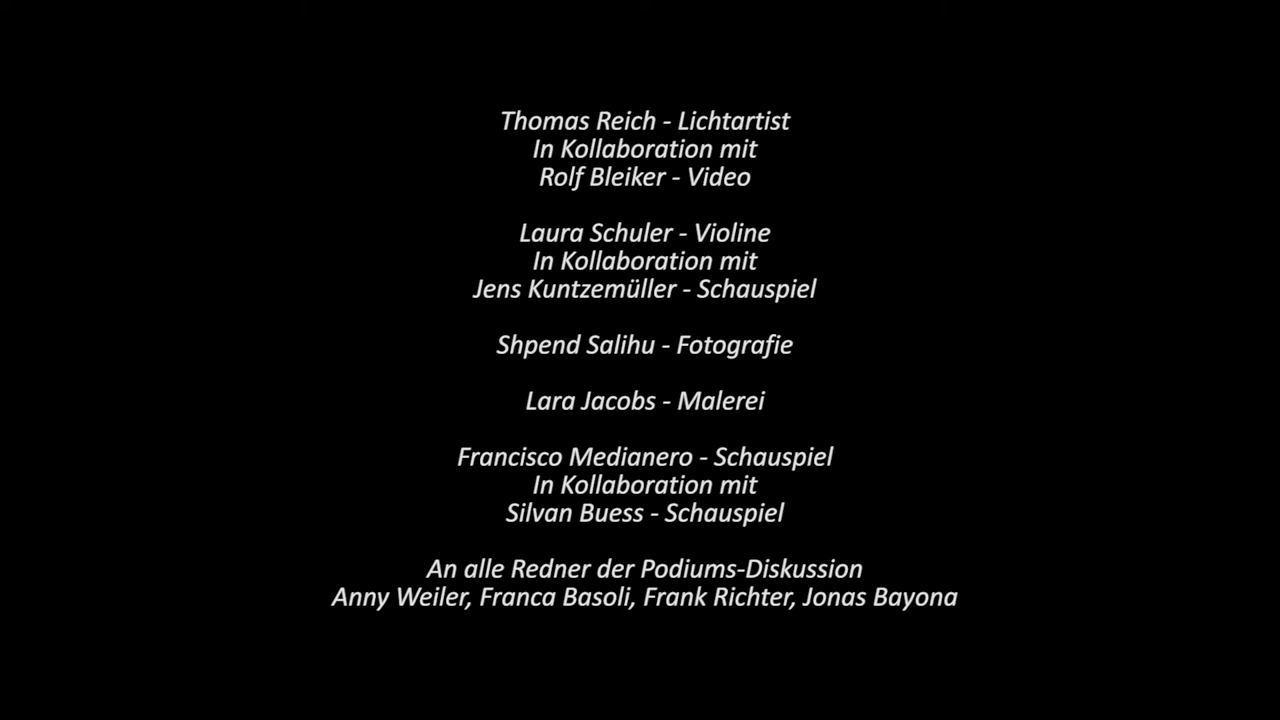 Thomas Reich - Lichtartist
In Kollaboration mit
Rolf Bleiker - Video
Laura Schuler - Violine
In Kollaboration mit
Jens Kuntzemüller - Schauspiel
Shpend Salihu - Fotografie
Lara Jacobs - Malerei
Francisco Medianero - Schauspiel
In Kollaboration mit
Silvan Buess - Schauspiel
An alle Redner der Podiums-Diskussion
Anny Weiler, Franca Basoli, Frank Richter, Jonas Bayona